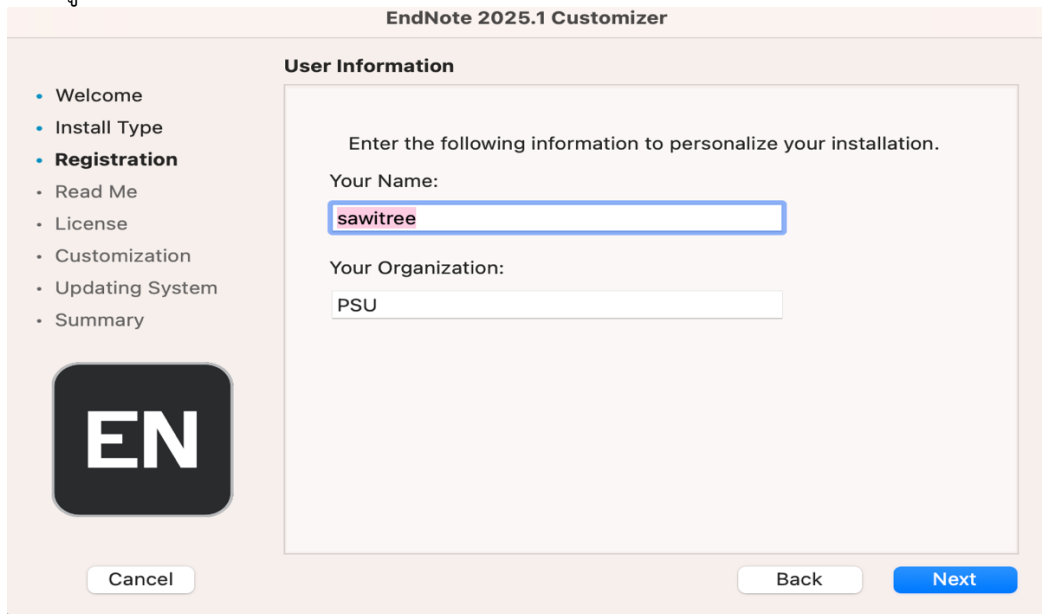 EndNote 2025.1 Customizer
User Information
Welcome
Install Type
Registration
Read Me
License
Customization
Updating System
Summary
Enter the following information to personalize your installation.
Your Name:
sawitree
Your Organization:
PSU
EN
Cancel
Back
Next